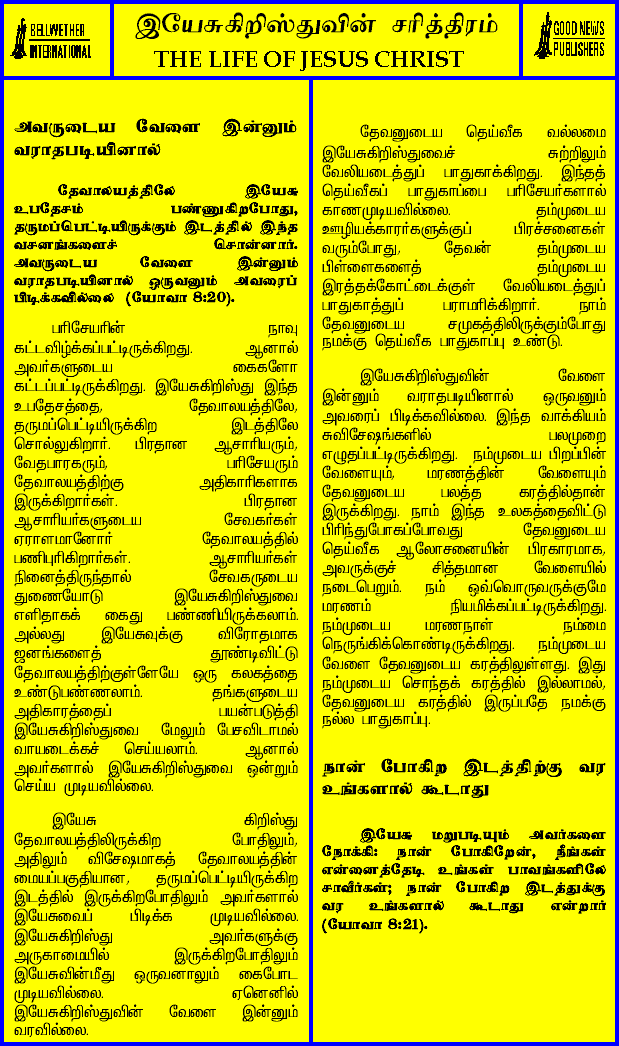 BELLWETHER
INTERNATIONAL
இயேசுகிறிஸ்துவின் சரித்திரம்
THE LIFE OF JESUS CHRIST
GOOD NEWS
PUBLISHERS
அவருடைய வேளை இன்னும்
வராதபடியினால்
தேவாலயத்திலே இயேசு
உபதேசம் பண்ணுகிறபோது,
தருமப்பெட்டியிருக்கும் இடத்தில் இந்த
வசனங்களைச் சொன்னார்.
அவருடைய வேளை இன்னும்
வராதபடியினால் ஒருவனும் அவரைப்
பிடிக்கவில்லை (யோவா 8:20).
பரிசேயரின் நாவு
கட்டவிழ்க்கப்பட்டிருக்கிறது. ஆனால்
அவர்களுடைய கைகளோ
கட்டப்பட்டிருக்கிறது. இயேசுகிறிஸ்து இந்த
உபதேசத்தை, தேவாலயத்திலே,
தருமப்பெட்டியிருக்கிற இடத்திலே
சொல்லுகிறார். பிரதான ஆசாரியரும்,
வேதபாரகரும், பரிசேயரும்
தேவாலயத்திற்கு அதிகாரிகளாக
இருக்கிறார்கள். பிரதான
ஆசாரியர்களுடைய சேவகர்கள்
ஏராளமானோர் தேவாலயத்தில்
பணிபுரிகிறார்கள். ஆசாரியர்கள்
நினைத்திருந்தால் சேவகருடைய
துணையோடு இயேசுகிறிஸ்துவை
எளிதாகக் கைது பண்ணியிருக்கலாம்.
அல்லது இயேசுவுக்கு விரோதமாக
ஜனங்களைத் தூண்டிவிட்டு
தேவாலயத்திற்குள்ளேயே ஒரு கலகத்தை
உண்டுபண்ணலாம். தங்களுடைய
அதிகாரத்தைப் பயன்படுத்தி
இயேசுகிறிஸ்துவை மேலும் பேசவிடாமல்
வாயடைக்கச் செய்யலாம். ஆனால்
அவர்களால் இயேசுகிறிஸ்துவை ஒன்றும்
செய்ய முடியவில்லை.
இயேசு கிறிஸ்து
தேவாலயத்திலிருக்கிற போதிலும்,
அதிலும் விசேஷமாகத் தேவாலயத்தின்
மையப்பகுதியான, தருமப்பெட்டியிருக்கிற
இடத்தில் இருக்கிறபோதிலும் அவர்களால்
இயேசுவைப் பிடிக்க முடியவில்லை.
இயேசுகிறிஸ்து அவர்களுக்கு
அருகாமையில் இருக்கிறபோதிலும்
இயேசுவின்மீது ஒருவனாலும் கைபோட
முடியவில்லை. ஏனெனில்
இயேசுகிறிஸ்துவின் வேளை இன்னும்
வரவில்லை.
தேவனுடைய தெய்வீக வல்லமை
இயேசுகிறிஸ்துவைச் சுற்றிலும்
வேலியடைத்துப் பாதுகாக்கிறது. இந்தத்
தெய்வீகப் பாதுகாப்பை பரிசேயர்களால்
காணமுடியவில்லை. தம்முடைய
ஊழியக்காரர்களுக்குப் பிரச்சனைகள்
வரும்போது, தேவன் தம்முடைய
பிள்ளைகளைத் தம்முடைய
இரத்தக்கோட்டைக்குள் வேலியடைத்துப்
பாதுகாத்துப் பராமரிக்கிறார். நாம்
தேவனுடைய சமுகத்திலிருக்கும்போது
நமக்கு தெய்வீக பாதுகாப்பு உண்டு.
இயேசுகிறிஸ்துவின் வேளை
இன்னும் வராதபடியினால் ஒருவனும்
அவரைப் பிடிக்கவில்லை. இந்த வாக்கியம்
சுவிசேஷங்களில் பலமுறை
எழுதப்பட்டிருக்கிறது. நம்முடைய பிறப்பின்
வேளையும், மரணத்தின் வேளையும்
தேவனுடைய பலத்த கரத்தில்தான்
இருக்கிறது. நாம் இந்த உலகத்தைவிட்டு
பிரிந்துபோகப்போவது தேவனுடைய
தெய்வீக ஆலோசனையின் பிரகாரமாக,
அவருக்குச் சித்தமான வேளையில்
நடைபெறும். நம் ஒவ்வொருவருக்குமே
மரணம் நியமிக்கப்பட்டிருக்கிறது.
நம்முடைய மரணநாள் நம்மை
நெருங்கிக்கொண்டிருக்கிறது. நம்முடைய
வேளை தேவனுடைய கரத்திலுள்ளது. இது
நம்முடைய சொந்தக் கரத்தில் இல்லாமல்,
தேவனுடைய கரத்தில் இருப்பதே நமக்கு
நல்ல பாதுகாப்பு.
நான் போகிற இடத்திற்கு வர
உங்களால் கூடாது
இயேசு மறுபடியும் அவர்களை
நோக்கி: நான் போகிறேன், நீங்கள்
என்னைத்தேடி உங்கள் பாவங்களிலே
சாவீர்கள்; நான் போகிற இடத்துக்கு
வர உங்களால் கூடாது என்றார்
(யோவா 8:21).